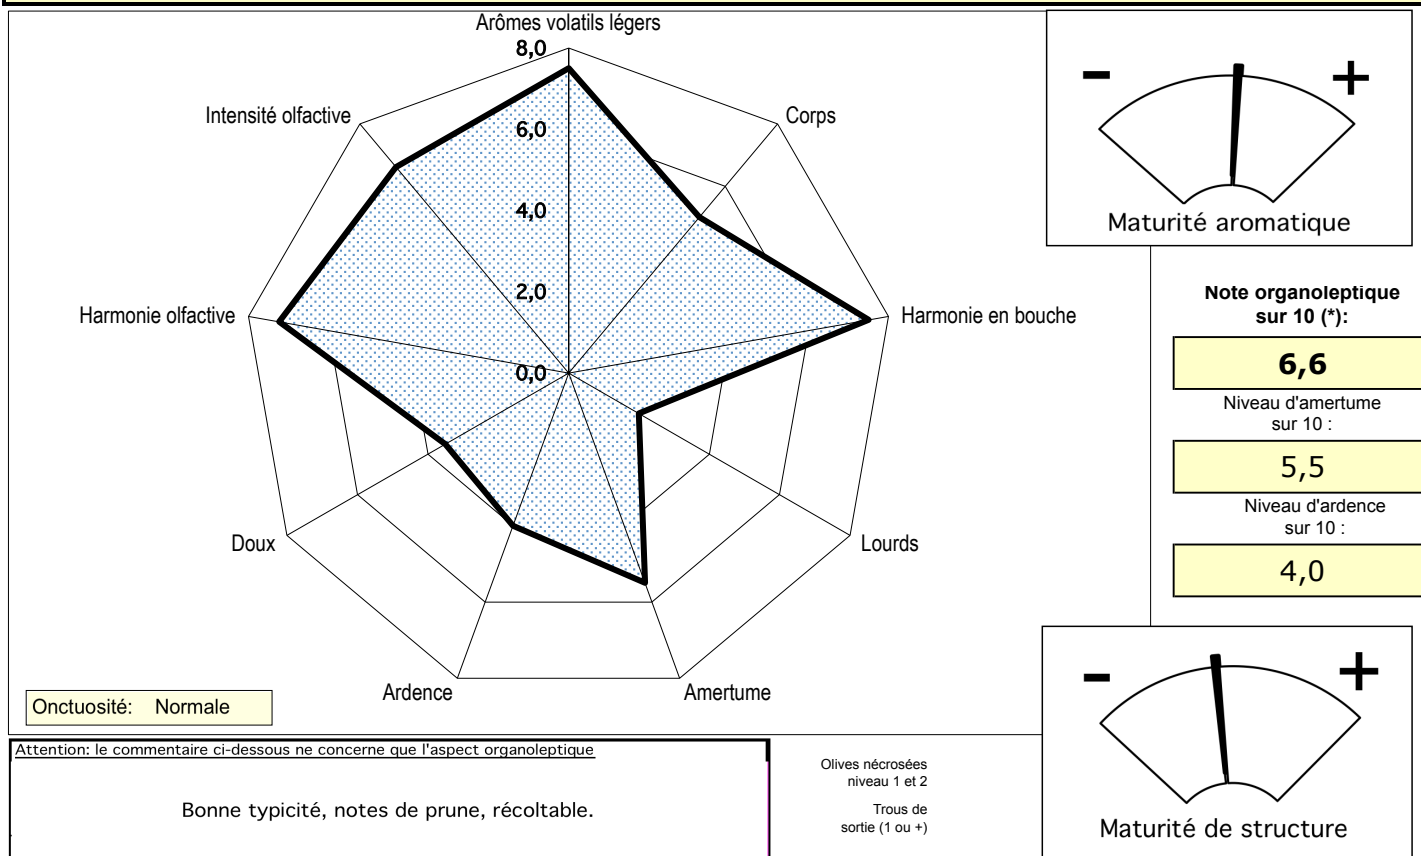 Arômes volatils légers
8,0
6,0
4,0
2,0
0,0
Intensité olfactive
Corps
Harmonie olfactive
Harmonie en bouche
Doux
Lourds
Ardence
Amertume
Onctuosité: Normale
- +
Maturité aromatique
Note organoleptique
sur 10 (*):
6,6
Niveau d'amertume
sur 10 :
5,5
Niveau d'ardence
sur 10 :
4,0
- +
Maturité de structure
Attention: le commentaire ci-dessous ne concerne que l'aspect organoleptique
Bonne typicité, notes de prune, récoltable.
Olives nécrosées
niveau 1 et 2
Trous de
sortie (1 ou +)